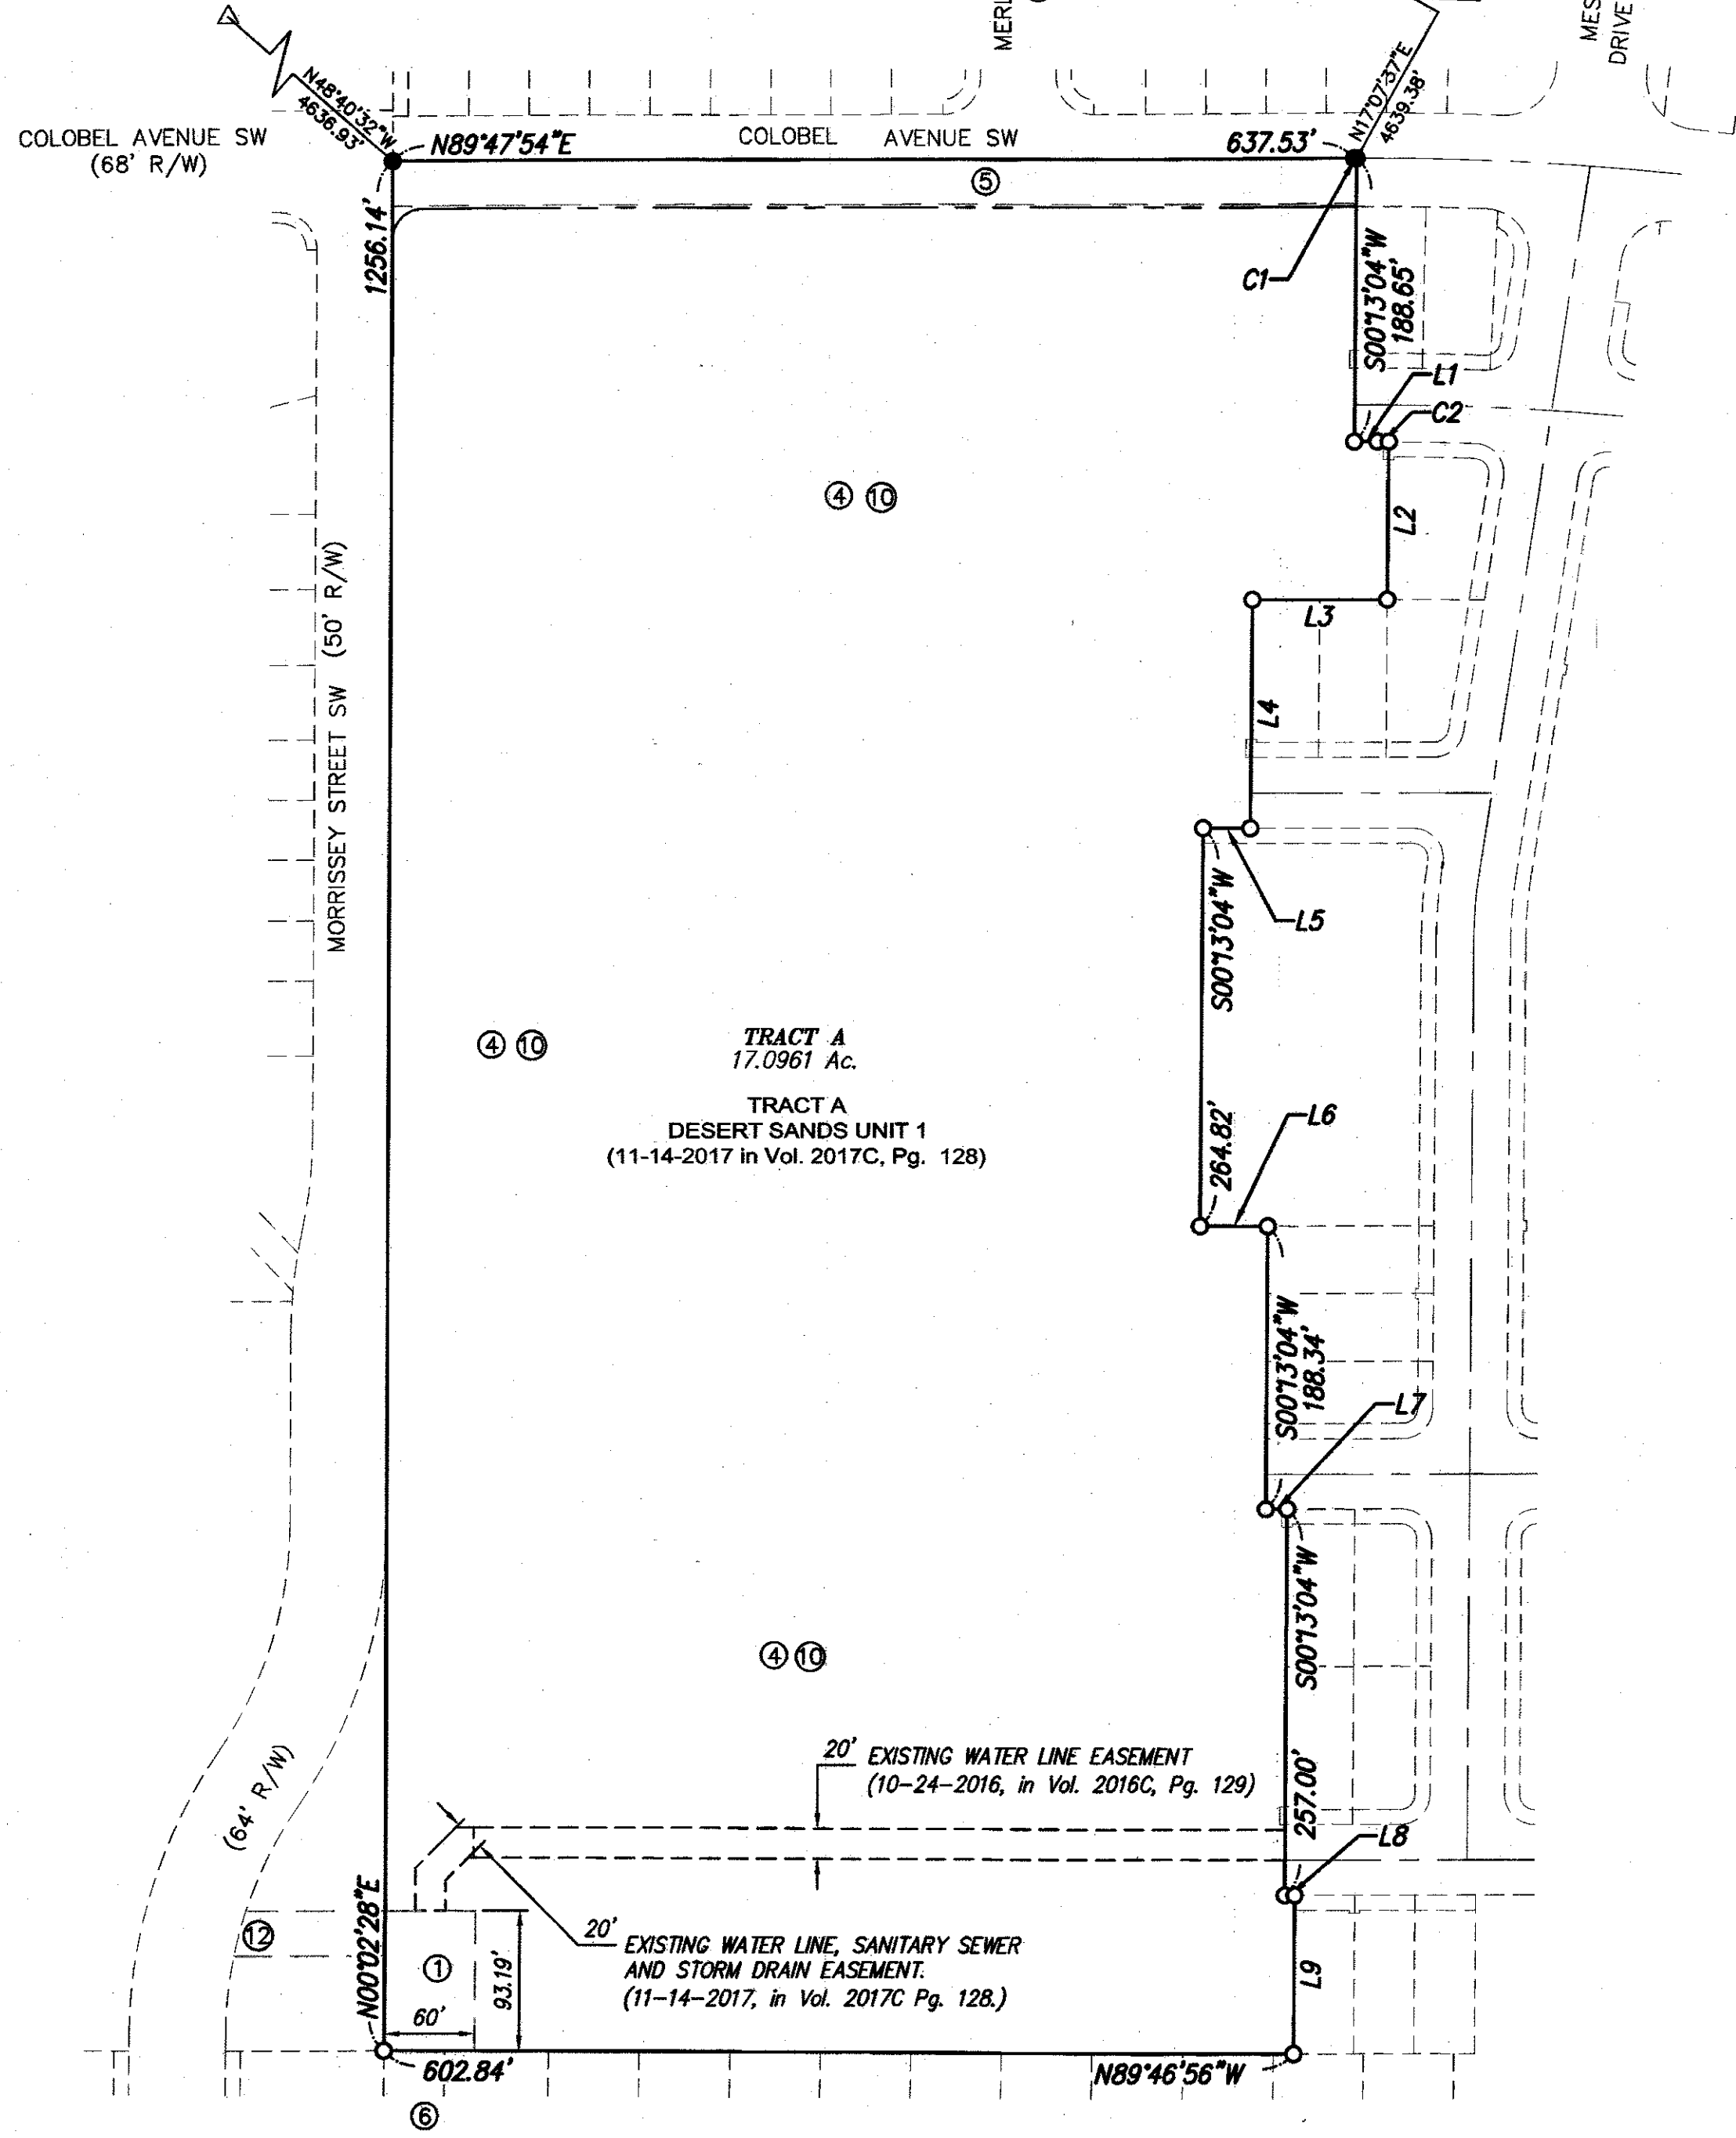 MES
DRIVE
N48°40'32"W
4636.93'
N17°07'37"E
4639.38'
COLOBEL AVENUE SW
(68' R/W)
N89°47'54"E
COLOBEL AVENUE SW
637.53'
5
1256.14'
C1
S00°13'04"W
188.65'
L1
C2
4 10
L2
MORRISSEY STREET SW (50' R/W)
L3
L4
L5
S00°13'04"W
264.82'
4 10
TRACT A
17.0961 Ac.
TRACT A
DESERT SANDS UNIT 1
(11-14-2017 in Vol. 2017C, Pg. 128)
L6
S00°13'04"W
188.34'
L7
S00°13'04"W
257.00'
4 10
20' EXISTING WATER LINE EASEMENT
(10-24-2016, in Vol. 2016C, Pg. 129)
(64' R/W)
L8
N00°02'28"E
12
1
93.19'
60'
20' EXISTING WATER LINE, SANITARY SEWER
AND STORM DRAIN EASEMENT.
(11-14-2017, in Vol. 2017C Pg. 128.)
L9
602.84'
N89°46'56"W
6